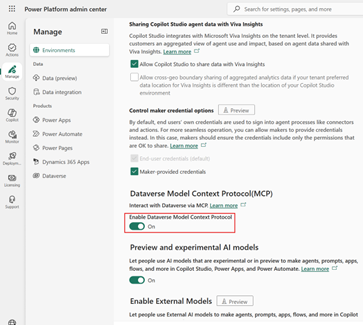 Power Platform admin center
Search for settings, pages, or more
Home
Actions
Manage
Security
Copilot
Monitor
Deploym...
Licensing
Support
Manage
Environments
Data
Data (preview)
Data integration
Products
Power Apps
Power Automate
Power Pages
Dynamics 365 Apps
Dataverse
Sharing Copilot Studio agent data with Viva Insights
Copilot Studio integrates with Microsoft Viva Insights on the tenant level. It provides
customers an aggregated view of agent use and impact, based on agent data shared with
Viva Insights. Learn more
Allow Copilot Studio to share data with Viva Insights
Allow cross-geo boundary sharing of aggregated analytics data if your tenant preferred
data location for Viva Insights is different than the location of your Copilot Studio
environment
Control maker credential options
Preview
By default, end users' own credentials are used to sign into agent processes like connectors
and actions. For more seamless operation, you can allow makers to provide credentials
instead. In this case, makers should ensure the credentials include only the permissions that
are OK to share. Learn more
End-user credentials (default)
Maker-provided credentials
Dataverse Model Context Protocol(MCP)
Interact with Dataverse via MCP. Learn more
Enable Dataverse Model Context Protocol
On
Preview and experimental AI models
Let people use AI models that are experimental or in preview to make agents, prompts, apps,
flows, and more in Copilot Studio, Power Apps, and Power Automate. Learn more
On
Enable External Models
Preview
Let people use External AI Models to make agents, prompts, apps, flows, and more in Copilot